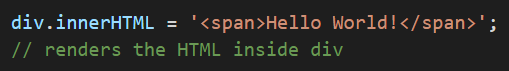 div.innerHTML = '<span>Hello World!</span>';
// renders the HTML inside div